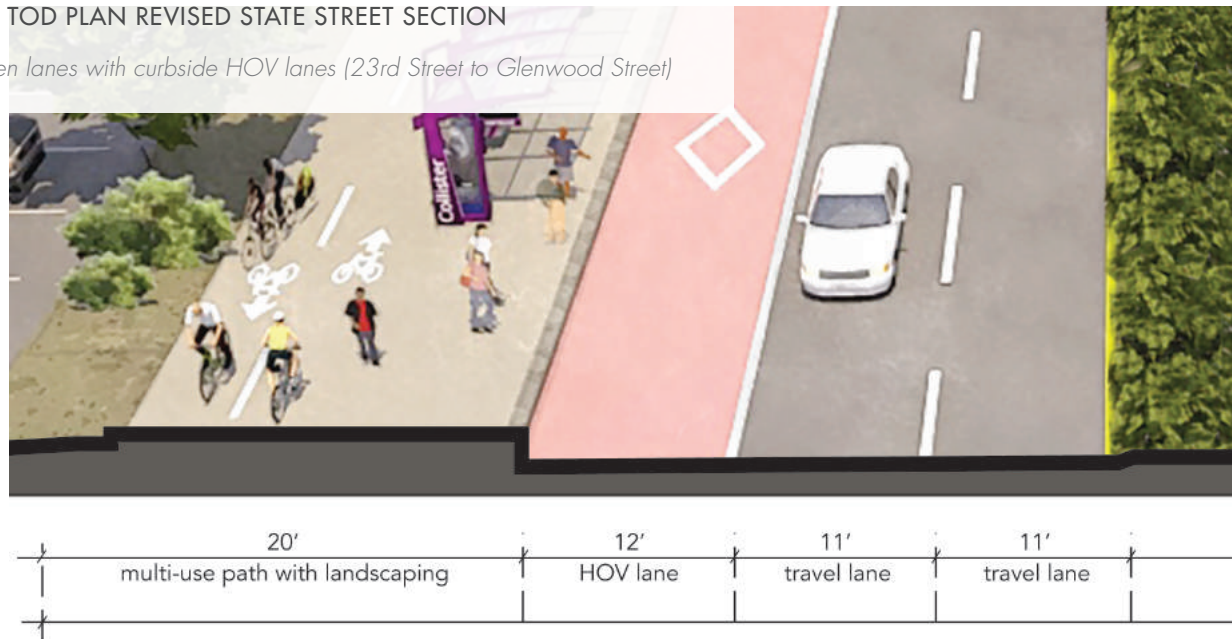 TOD PLAN REVISED STATE STREET SECTION
lanes with curbside HOV lanes (23rd Street to Glenwood Street)
Collister
20' 12' 11' 11'
multi-use path with landscaping HOV lane travel lane travel lane